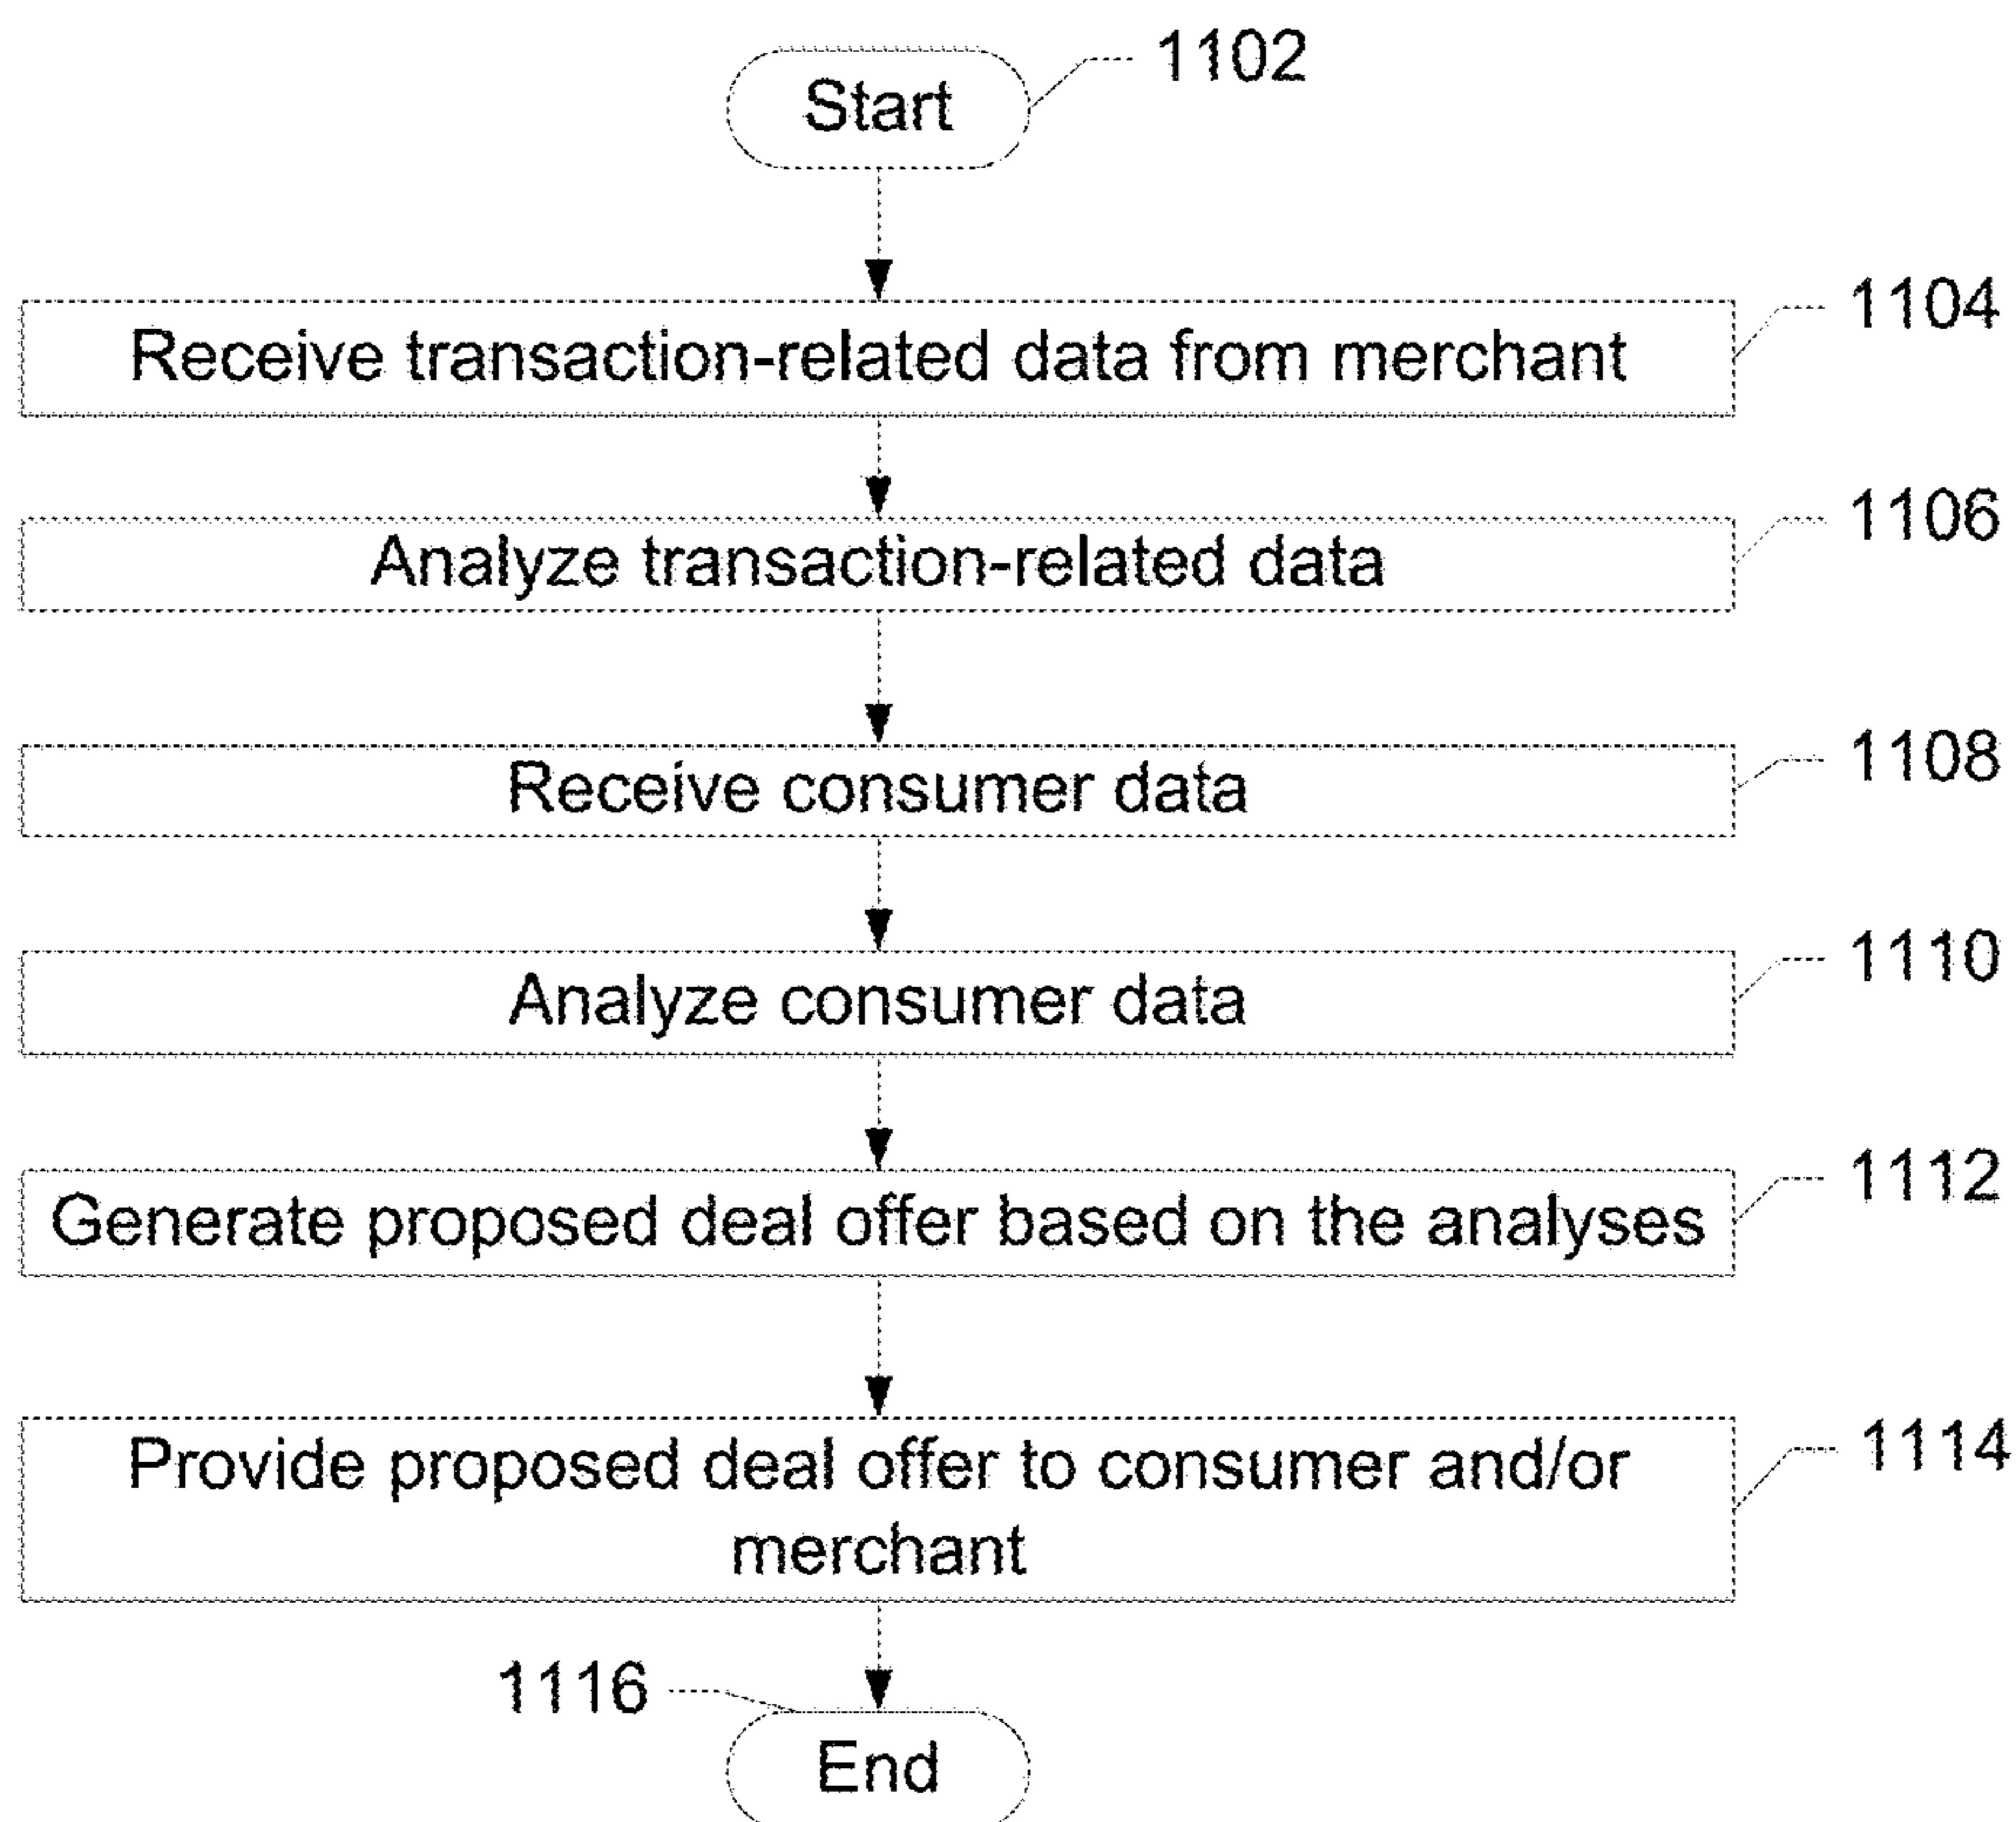 Start
1102
Receive transaction-related data from merchant
1104
Analyze transaction-related data
1106
Receive consumer data
1108
Analyze consumer data
1110
Generate proposed deal offer based on the analyses
1112
Provide proposed deal offer to consumer and/or
merchant
1114
1116
End